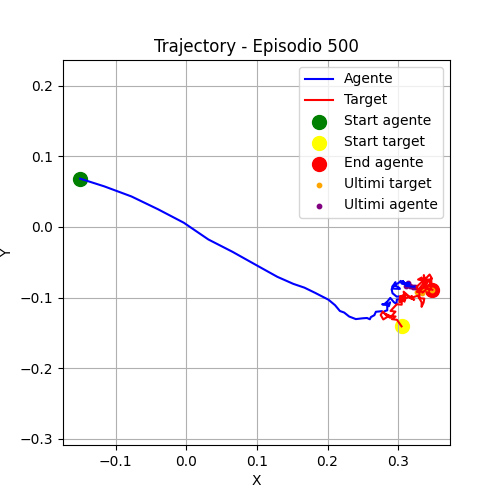 Trajectory - Episodio 500
Agente
Target
Start agente
Start target
End agente
Ultimi target
Ultimi agente
0.2
0.1
0.0
−0.1
−0.2
−0.3
Y
−0.1
0.0
0.1
0.2
0.3
X